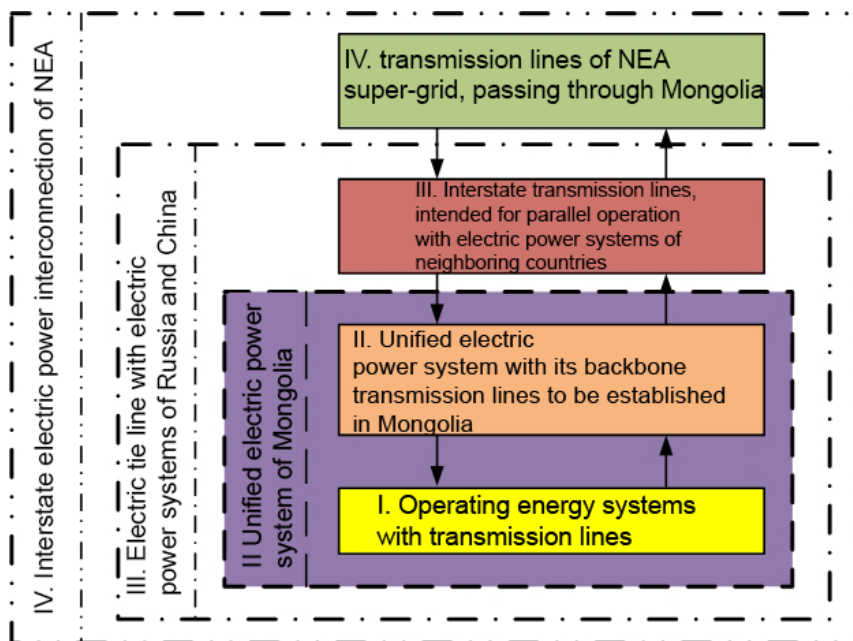 IV. Interstate electric power interconnection of NEA
III. Electric tie line with electric
power systems of Russia and China
II Unified electric power
system of Mongolia
IV. transmission lines of NEA
super-grid, passing through Mongolia
III. Interstate transmission lines,
intended for parallel operation
with electric power systems of
neighboring countries
II. Unified electric
power system with its backbone
transmission lines to be established
in Mongolia
I. Operating energy systems
with transmission lines